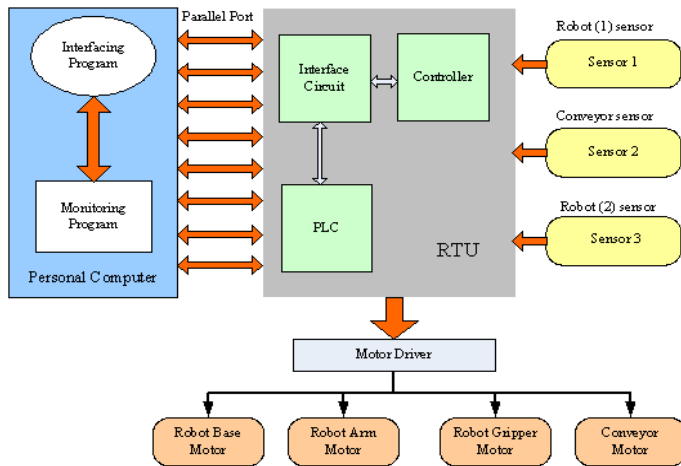 Parallel Port
Interfacing
Program
Monitoring
Program
Personal Computer
Interface
Circuit
Controller
PLC
RTU
Robot (1) sensor
Sensor 1
Conveyor sensor
Sensor 2
Robot (2) sensor
Sensor 3
Motor Driver
Robot Base
Motor
Robot Arm
Motor
Robot Gripper
Motor
Conveyor
Motor